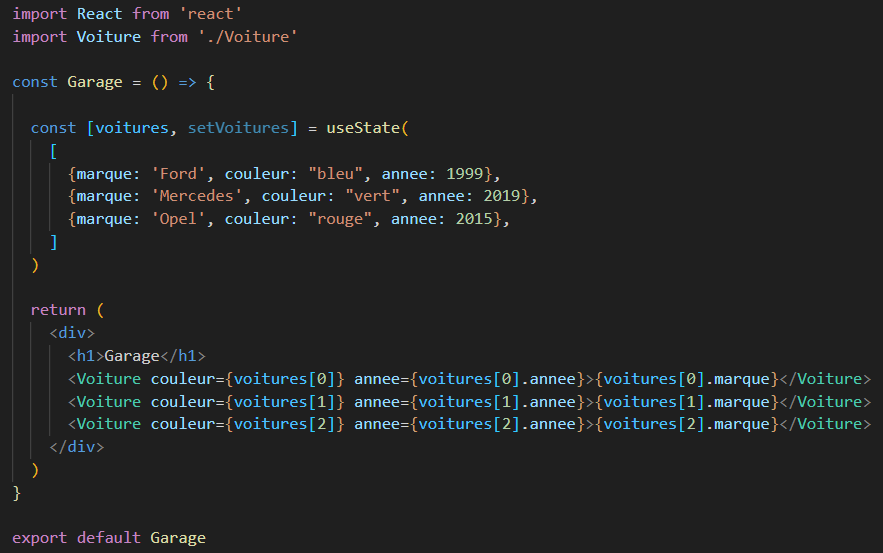 import React from 'react'
import Voiture from './Voiture'
const Garage = () => {
const [voitures, setVoitures] = useState(
[
{marque: 'Ford', couleur: "bleu", annee: 1999},
{marque: 'Mercedes', couleur: "vert", annee: 2019},
{marque: 'Opel', couleur: "rouge", annee: 2015},
]
)
return (
<div>
<h1>Garage</h1>
<Voiture couleur={voitures[0]} annee={voitures[0].annee}>{voitures[0].marque}</Voiture>
<Voiture couleur={voitures[1]} annee={voitures[1].annee}>{voitures[1].marque}</Voiture>
<Voiture couleur={voitures[2]} annee={voitures[2].annee}>{voitures[2].marque}</Voiture>
</div>
)
}
export default Garage